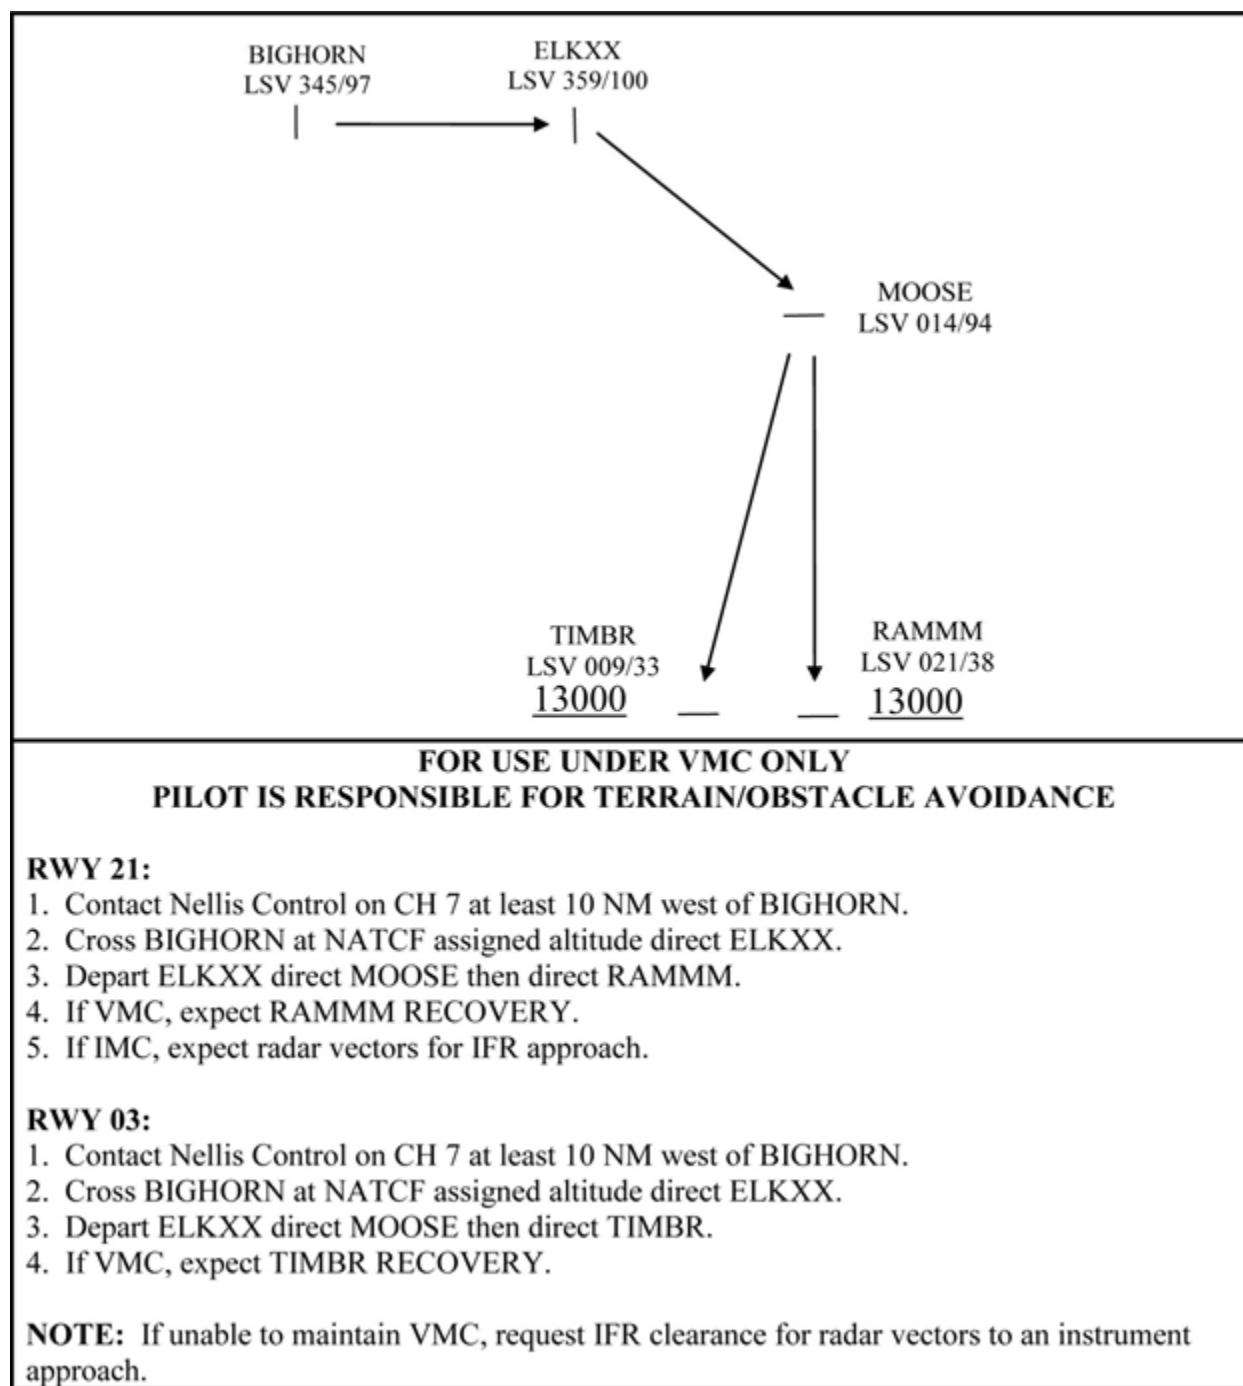 BIGHORN
LSV 345/97
ELKXX
LSV 359/100
MOOSE
LSV 014/94
TIMBR
LSV 009/33
13000
RAMMM
LSV 021/38
13000
FOR USE UNDER VMC ONLY
PILOT IS RESPONSIBLE FOR TERRAIN/OBSTACLE AVOIDANCE
RWY 21:
1. Contact Nellis Control on CH 7 at least 10 NM west of BIGHORN.
2. Cross BIGHORN at NATCF assigned altitude direct ELKXX.
3. Depart ELKXX direct MOOSE then direct RAMMM.
4. If VMC, expect RAMMM RECOVERY.
5. If IMC, expect radar vectors for IFR approach.
RWY 03:
1. Contact Nellis Control on CH 7 at least 10 NM west of BIGHORN.
2. Cross BIGHORN at NATCF assigned altitude direct ELKXX.
3. Depart ELKXX direct MOOSE then direct TIMBR.
4. If VMC, expect TIMBR RECOVERY.
NOTE: If unable to maintain VMC, request IFR clearance for radar vectors to an instrument
approach.